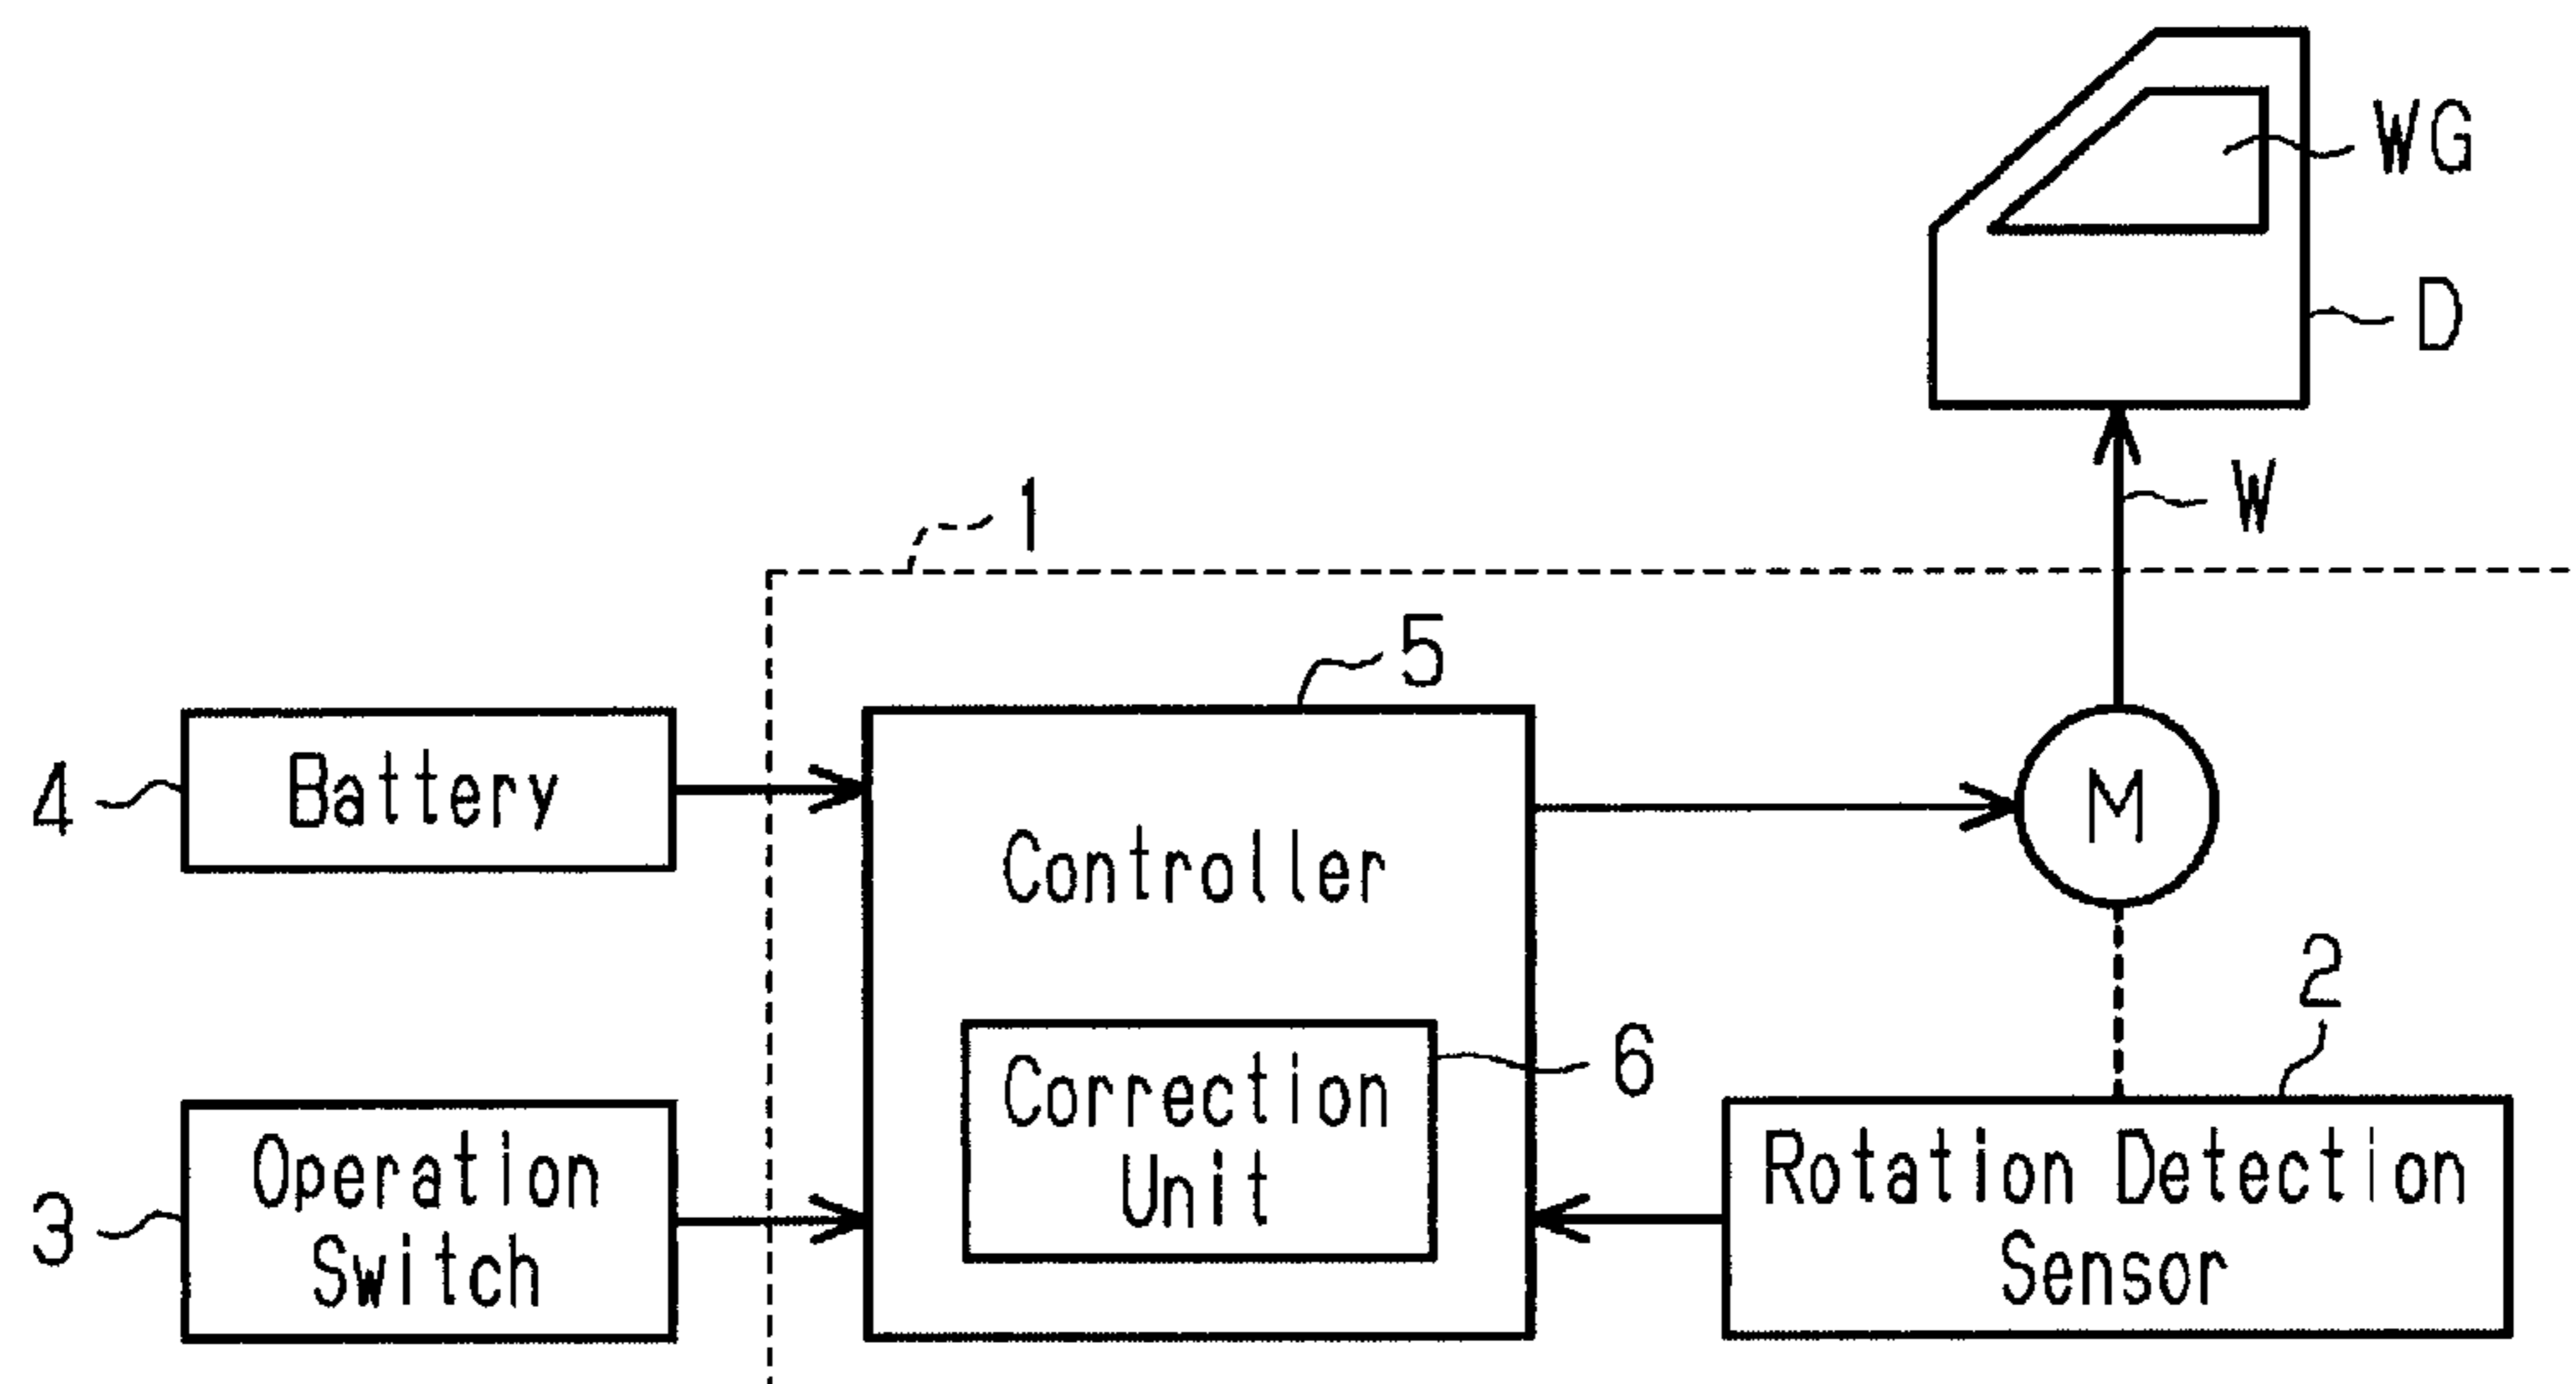 WG
D
W
1
5
4
Battery
M
Controller
2
6
Correction
Unit
3
Operation
Switch
Rotation Detection
Sensor